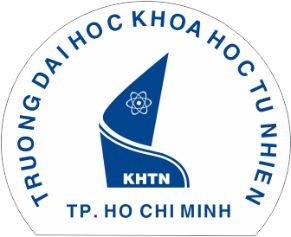 TRUONG DAI HOC KHOA HOC TU NHIEN
KHTN
TP. HO CHI MINH